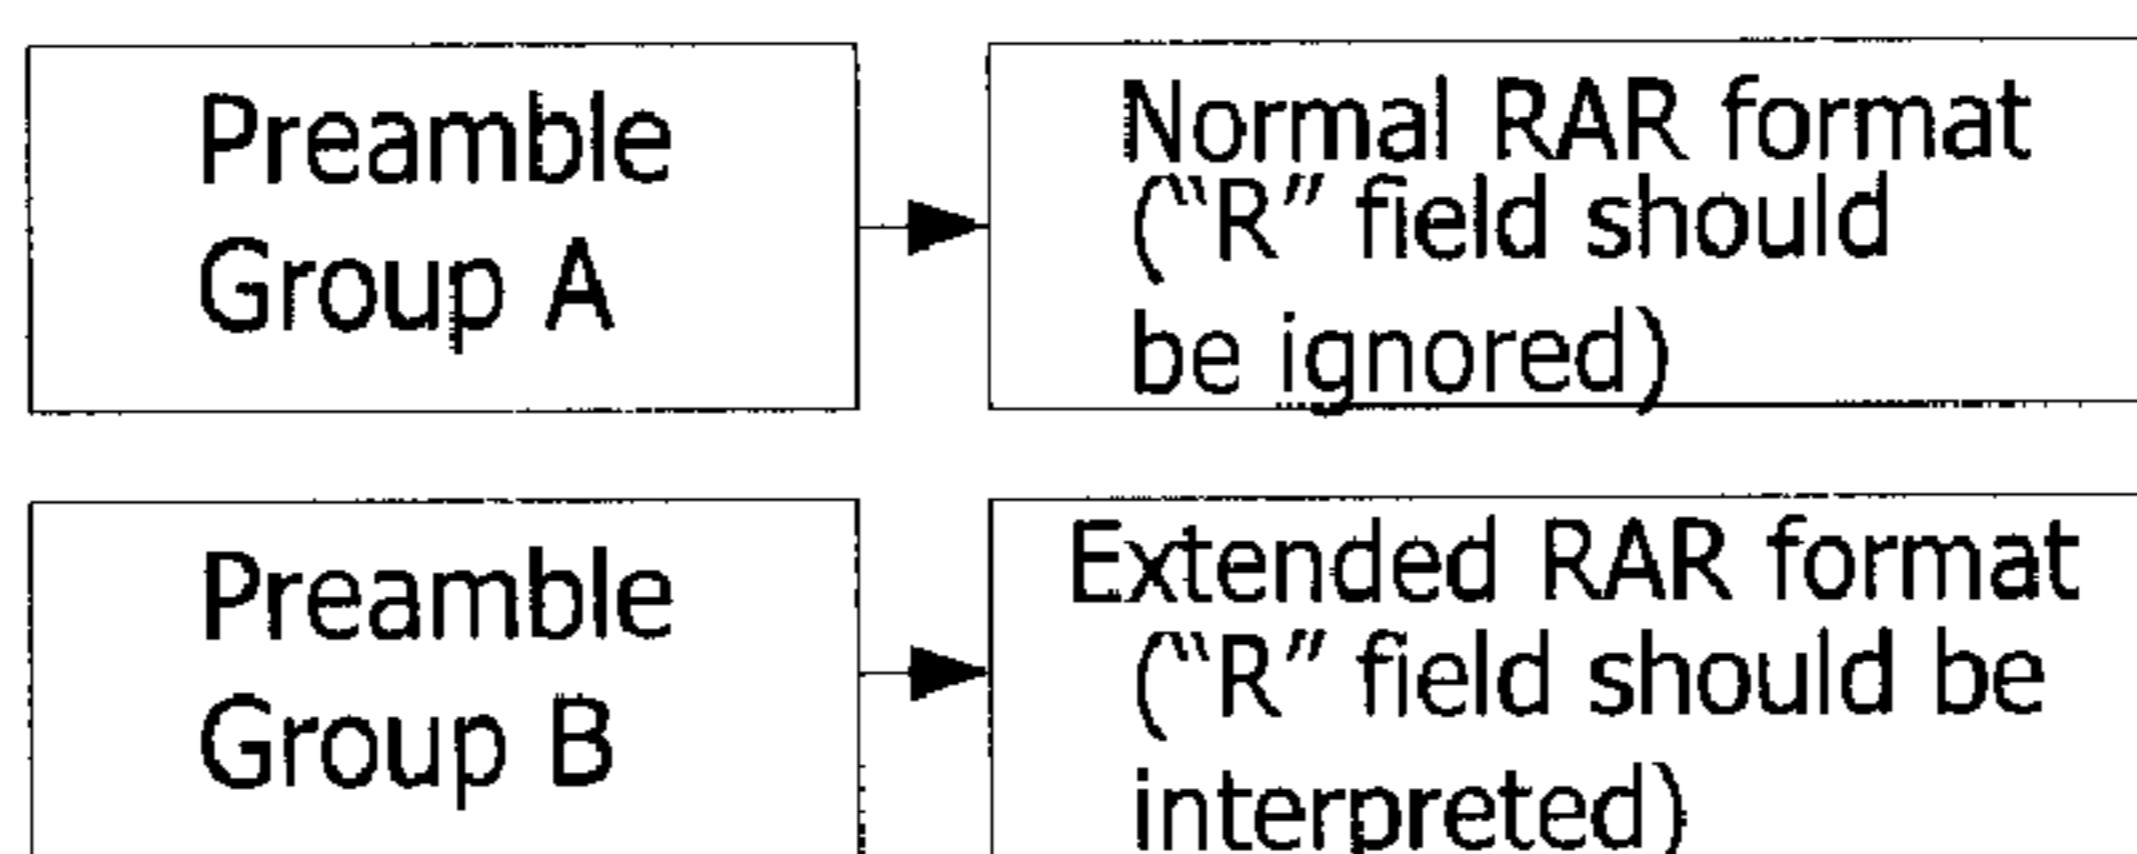 Preamble
Group A
Normal RAR format
("R" field should
be ignored)
Preamble
Group B
Extended RAR format
("R" field should be
interpreted)